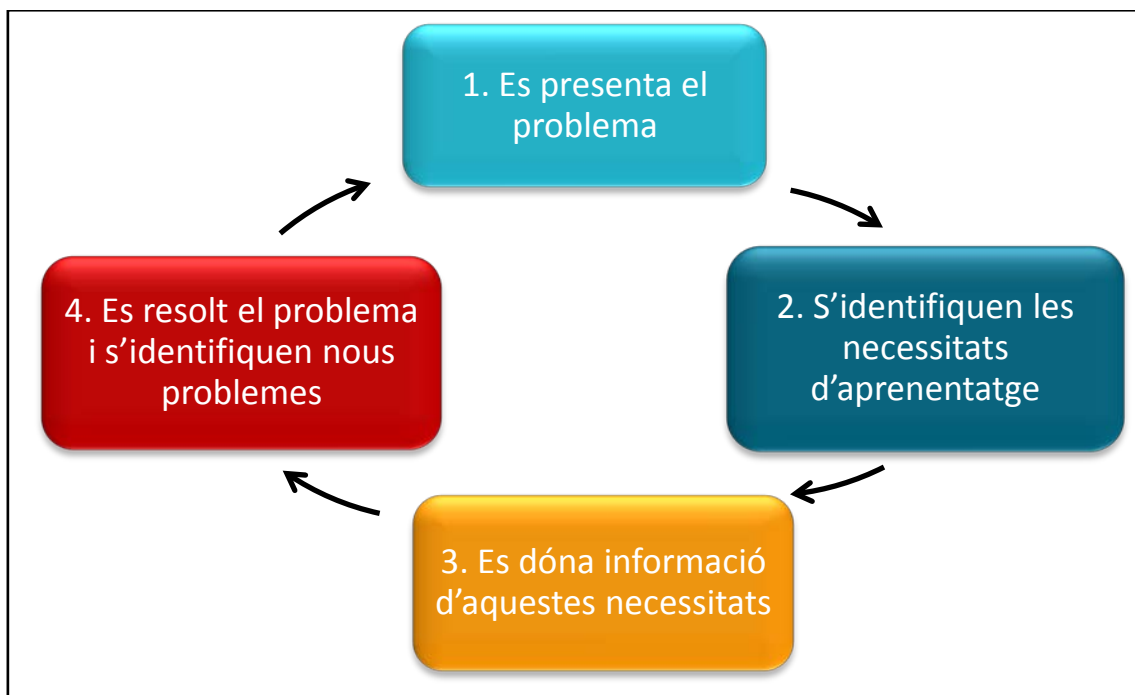 1. Es presenta el
problema
2. S’identifiquen les
necessitats
d’aprenentatge
3. Es dóna informació
d’aquestes necessitats
4. Es resolt el problema
i s’identifiquen nous
problemes